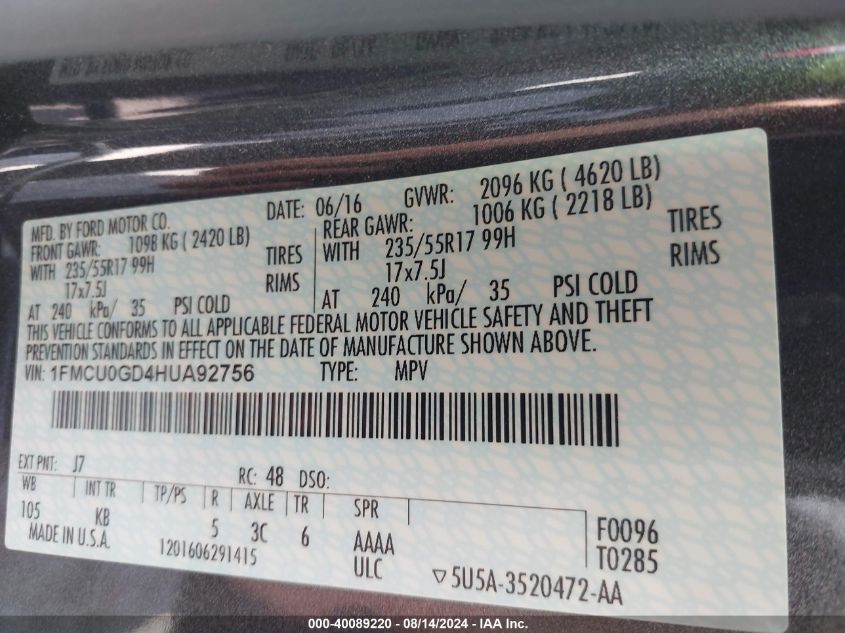 MFD. BY FORD MOTOR CO. DATE: 06/16 GVWR: 2096 KG ( 4620 LB)
FRONT GAWR: 1098 KG ( 2420 LB) REAR GAWR: 1006 KG ( 2218 LB)
WITH 235/55R17 99H TIRES WITH 235/55R17 99H TIRES
17x7.5J RIMS 17x7.5J RIMS
AT 240 kPa/ 35 PSI COLD AT 240 kPa/ 35 PSI COLD
THIS VEHICLE CONFORMS TO ALL APPLICABLE FEDERAL MOTOR VEHICLE SAFETY AND THEFT
PREVENTION STANDARDS IN EFFECT ON THE DATE OF MANUFACTURE SHOWN ABOVE.
VIN: 1FMCU0GD4HUA92756 TYPE: MPV
EXT PNT: J7 RC: 48 DSO:
WB INT TR TP/PS R AXLE TR SPR
105 KB 5 3C 6 AAAA F0096
MADE IN U.S.A. 1201606291415 ULC T0285
▽5U5A-3520472-AA
000-40089220 - 08/14/2024 - IAA Inc.